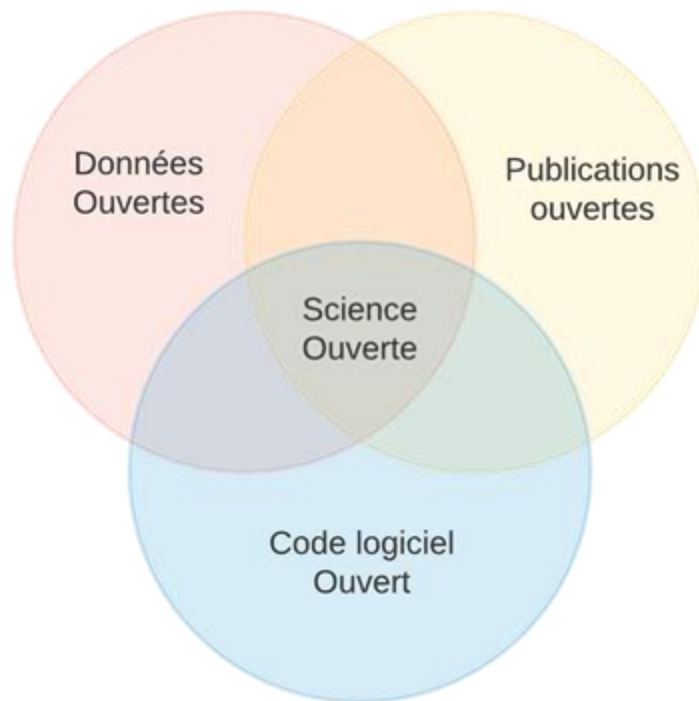 Données
Ouvertes
Publications
ouvertes
Science
Ouverte
Code logiciel
Ouvert